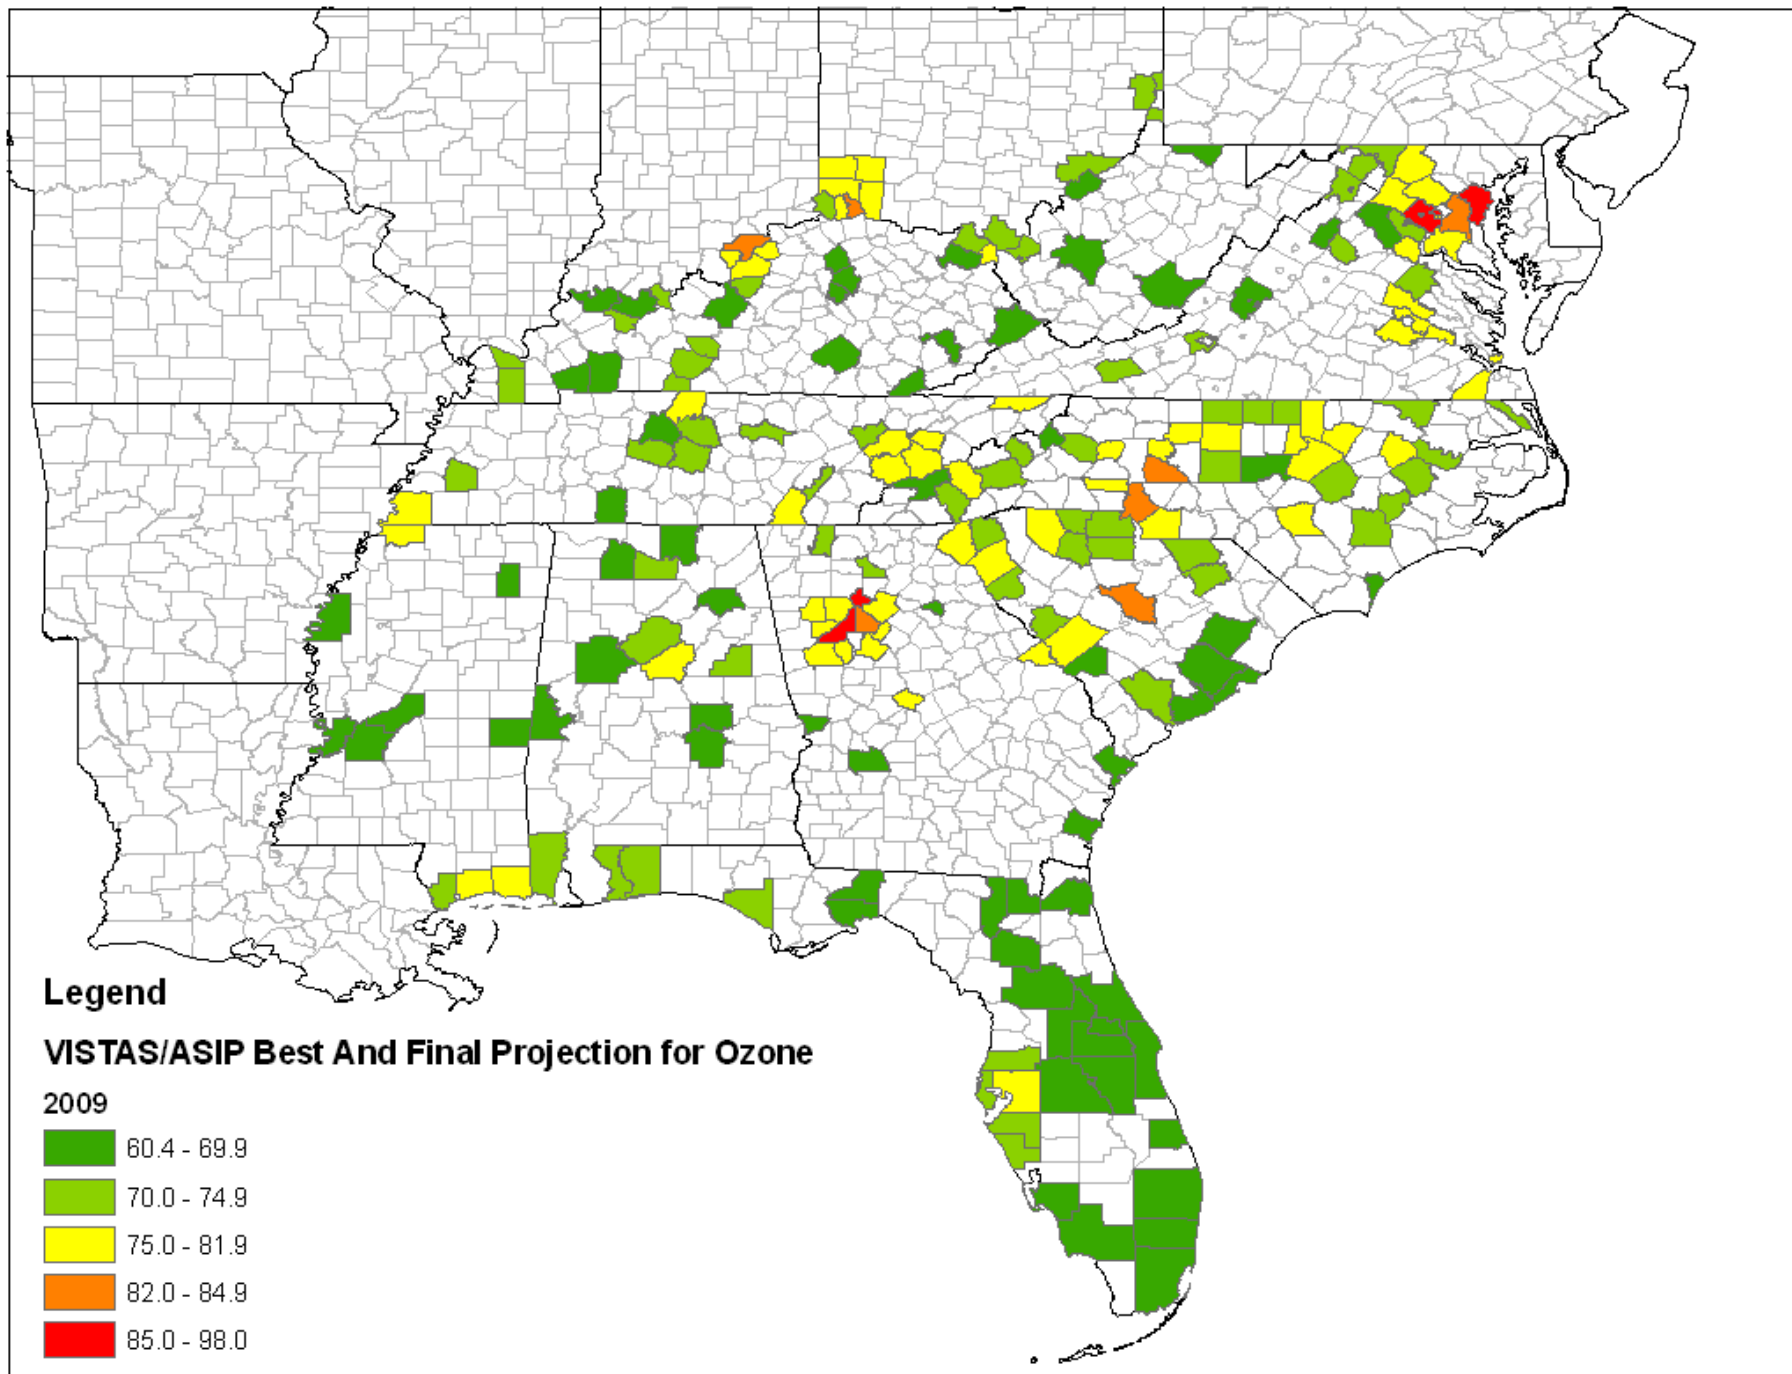 Legend
VISTAS/ASIP Best And Final Projection for Ozone
2009
60.4 - 69.9
70.0 - 74.9
75.0 - 81.9
82.0 - 84.9
85.0 - 98.0